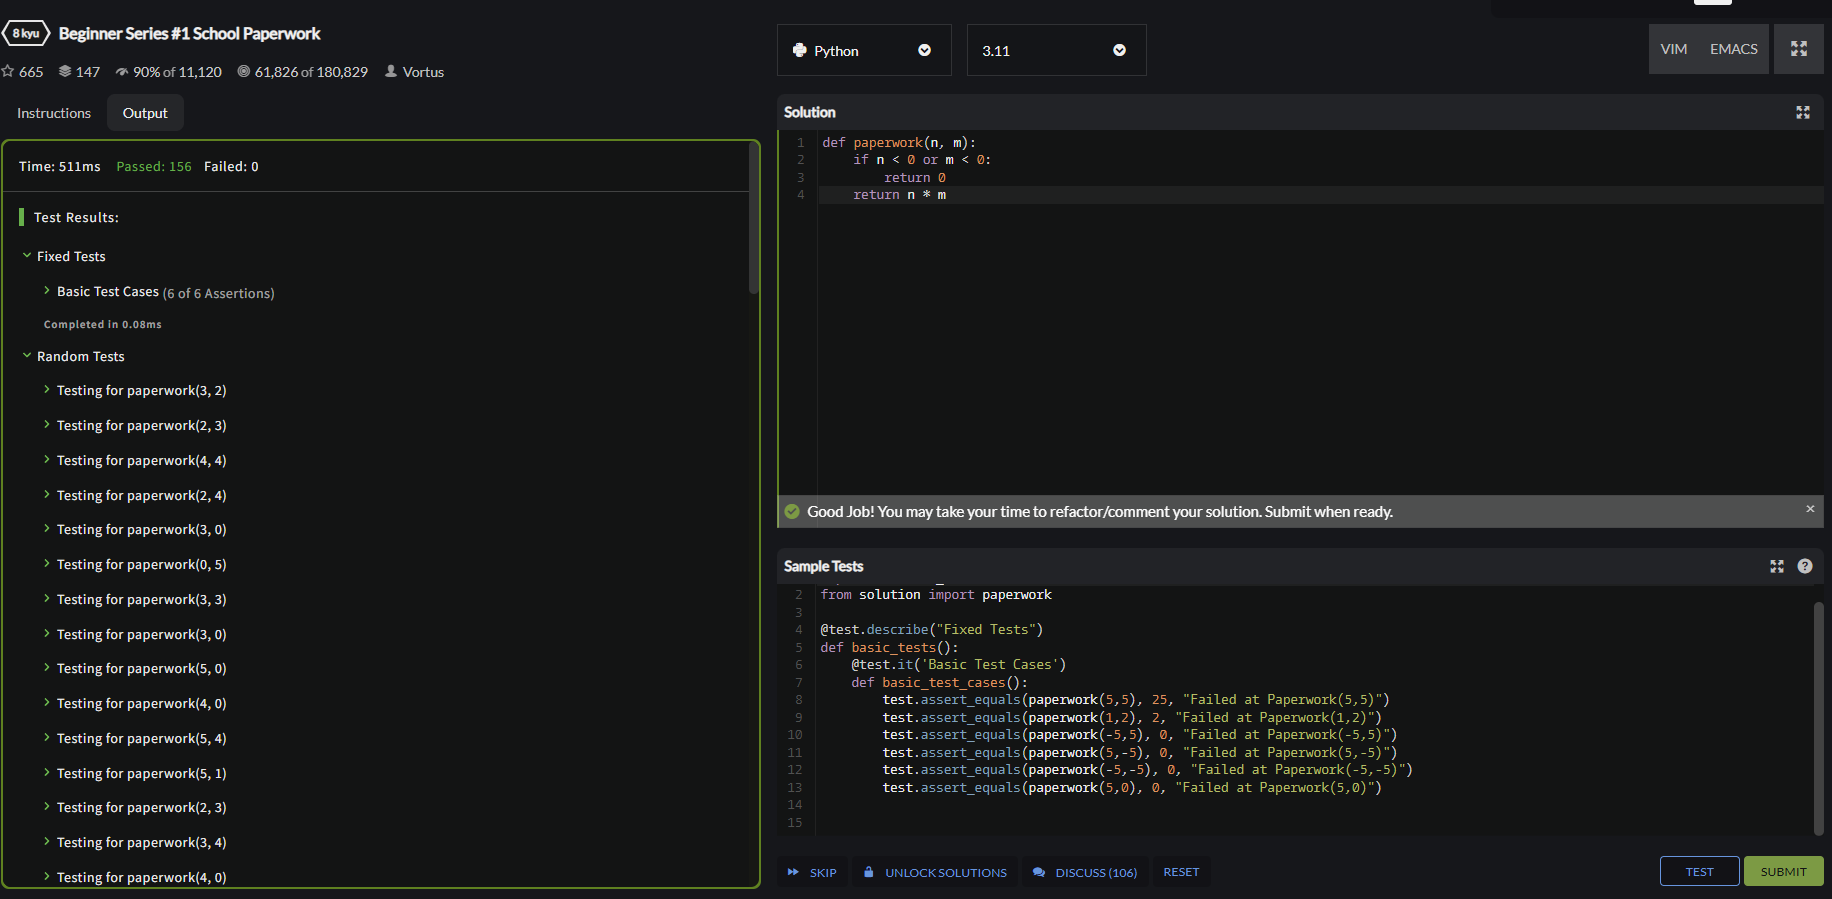 8 kyu Beginner Series #1 School Paperwork
665 147 90% of 11,120 61,826 of 180,829 Vortus
Instructions Output
Time: 511ms Passed: 156 Failed: 0
Test Results:
Fixed Tests
Basic Test Cases (6 of 6 Assertions)
Completed in 0.08ms
Random Tests
Testing for paperwork(3, 2)
Testing for paperwork(2, 3)
Testing for paperwork(4, 4)
Testing for paperwork(2, 4)
Testing for paperwork(3, 0)
Testing for paperwork(0, 5)
Testing for paperwork(3, 3)
Testing for paperwork(3, 0)
Testing for paperwork(5, 0)
Testing for paperwork(4, 0)
Testing for paperwork(5, 4)
Testing for paperwork(5, 1)
Testing for paperwork(2, 3)
Testing for paperwork(3, 4)
Testing for paperwork(4, 0)
Python 3.11 VIM EMACS
Solution
1 def paperwork(n, m):
2     if n < 0 or m < 0:
3         return 0
4     return n * m
Good Job! You may take your time to refactor/comment your solution. Submit when ready. ×
Sample Tests ?
2 from solution import paperwork
3
4 @test.describe("Fixed Tests")
5 def basic_tests():
6     @test.it('Basic Test Cases')
7     def basic_test_cases():
8         test.assert_equals(paperwork(5,5), 25, "Failed at Paperwork(5,5)")
9         test.assert_equals(paperwork(1,2), 2, "Failed at Paperwork(1,2)")
10         test.assert_equals(paperwork(-5,5), 0, "Failed at Paperwork(-5,5)")
11         test.assert_equals(paperwork(5,-5), 0, "Failed at Paperwork(5,-5)")
12         test.assert_equals(paperwork(-5,-5), 0, "Failed at Paperwork(-5,-5)")
13         test.assert_equals(paperwork(5,0), 0, "Failed at Paperwork(5,0)")
14
15
SKIP UNLOCK SOLUTIONS DISCUSS (106) RESET TEST SUBMIT